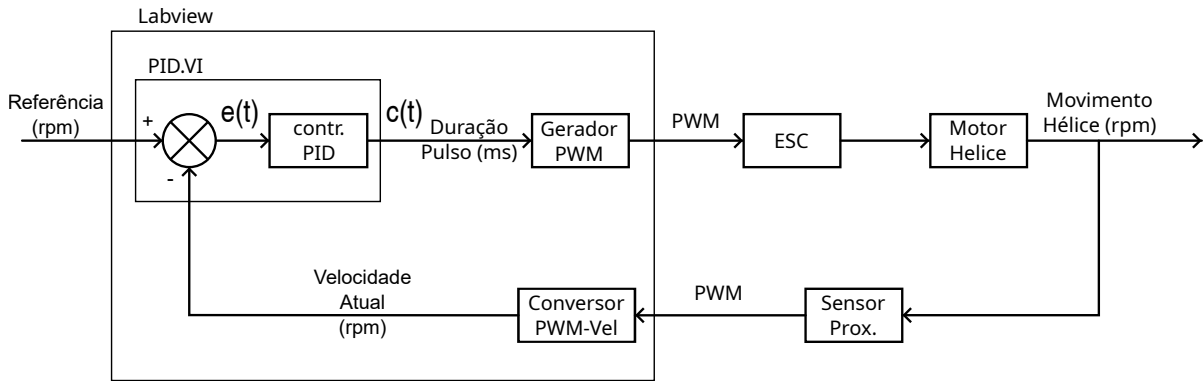 Labview
PID.VI
Referência
(rpm)
+
-
e(t)
contr.
PID
c(t)
Duração
Pulso (ms)
Gerador
PWM
PWM
ESC
Motor
Helice
Movimento
Hélice (rpm)
Velocidade
Atual
(rpm)
Conversor
PWM-Vel
PWM
Sensor
Prox.